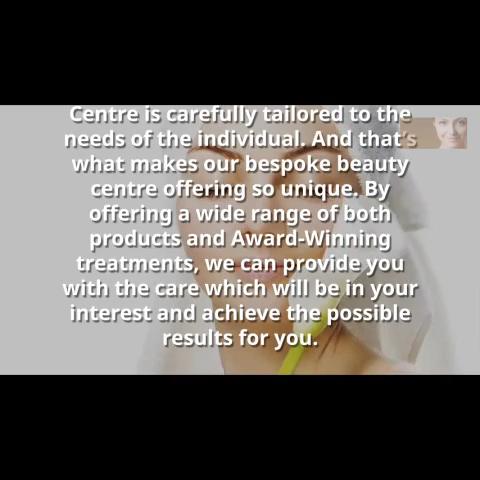 Centre is carefully tailored to the
needs of the individual. And that's
what makes our bespoke beauty
centre offering so unique. By
offering a wide range of both
products and Award-Winning
treatments, we can provide you
with the care which will be in your
interest and achieve the possible
results for you.